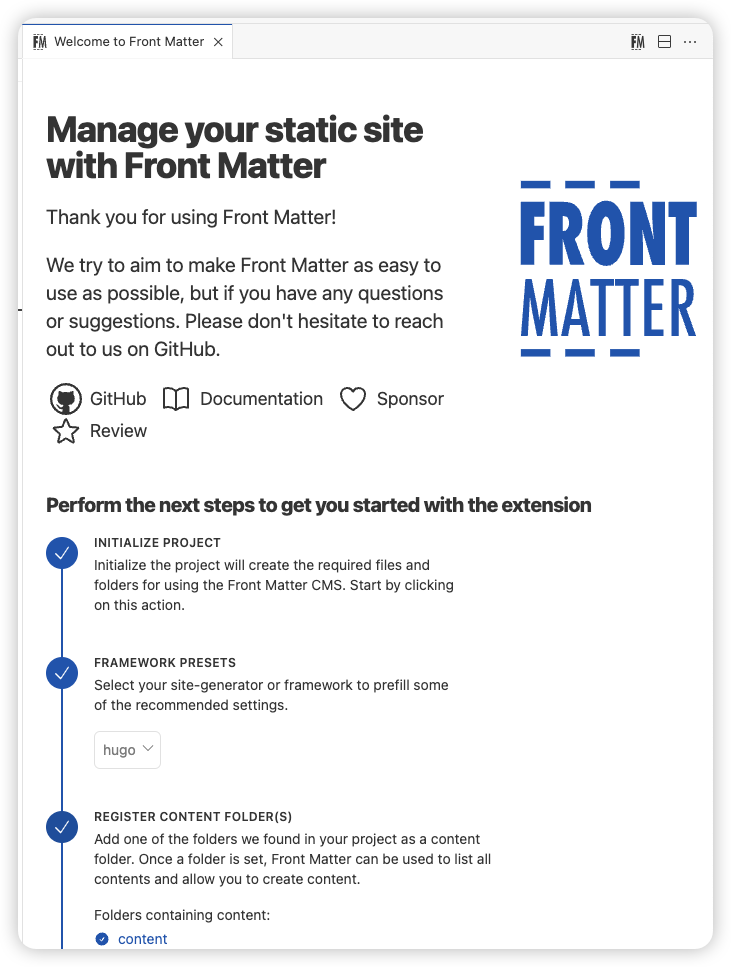 FM Welcome to Front Matter
FM
Manage your static site
with Front Matter
Thank you for using Front Matter!
We try to aim to make Front Matter as easy to
use as possible, but if you have any questions
or suggestions. Please don't hesitate to reach
out to us on GitHub.
FRONT
MATTER
GitHub Documentation Sponsor
Review
Perform the next steps to get you started with the extension
INITIALIZE PROJECT
Initialize the project will create the required files and
folders for using the Front Matter CMS. Start by clicking
on this action.
FRAMEWORK PRESETS
Select your site-generator or framework to prefill some
of the recommended settings.
hugo
REGISTER CONTENT FOLDER(S)
Add one of the folders we found in your project as a content
folder. Once a folder is set, Front Matter can be used to list all
contents and allow you to create content.
Folders containing content:
content